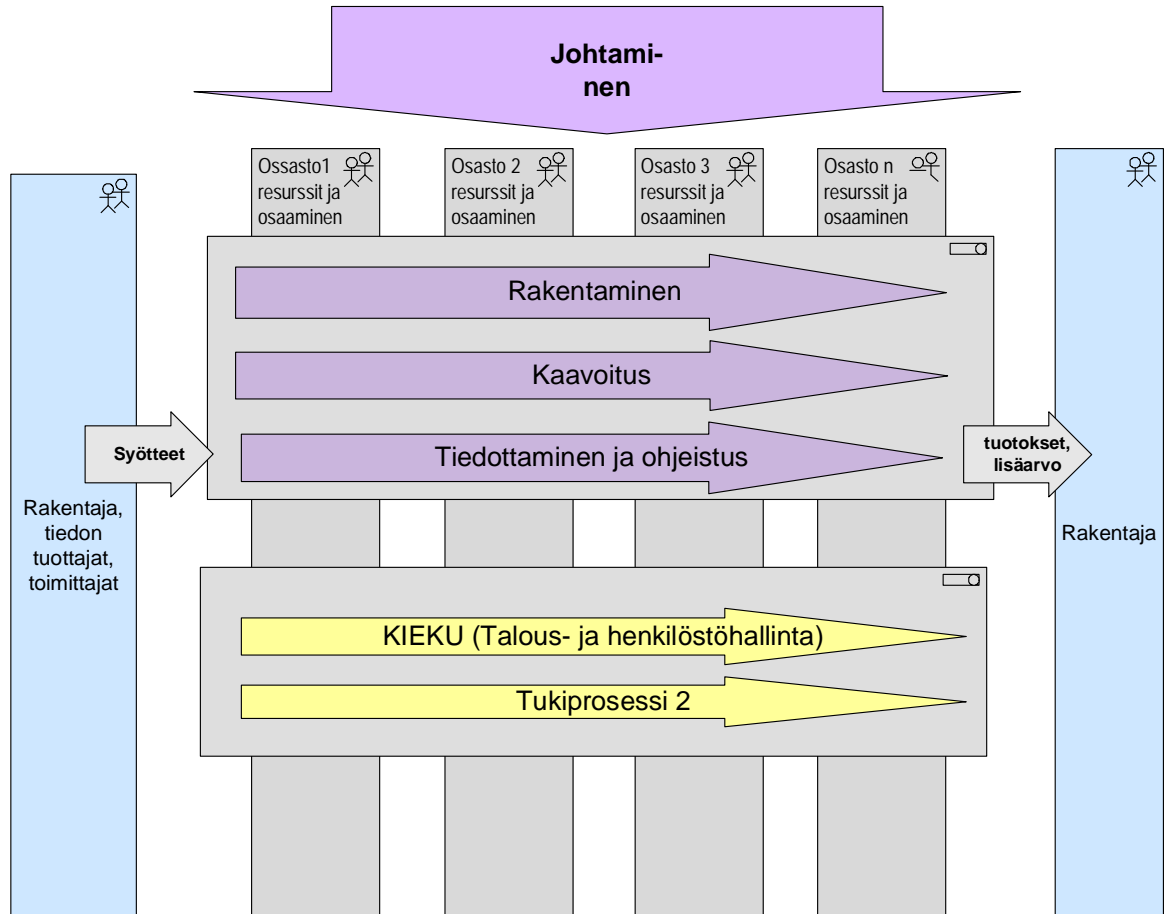 Johtami-
nen
Ossasto1
resurssit ja
osaaminen
Osasto 2
resurssit ja
osaaminen
Osasto 3
resurssit ja
osaaminen
Osasto n
resurssit ja
osaaminen
Rakentaminen
Kaavoitus
Tiedottaminen ja ohjeistus
Syötteet
tuotokset,
lisäarvo
Rakentaja,
tiedon
tuottajat,
toimittajat
Rakentaja
KIEKU (Talous- ja henkilöstöhallinta)
Tukiprosessi 2